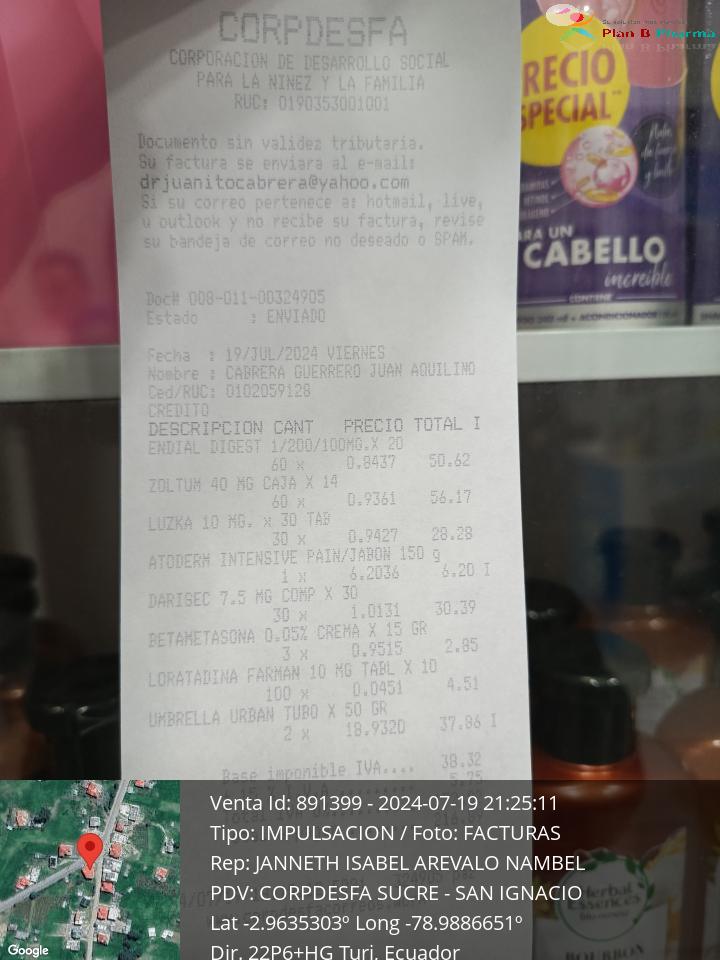 CORPDESFA
CORPORACION DE DESARROLLO SOCIAL
PARA LA NINEZ Y LA FAMILIA
RUC: 0190353001001
Documento sin validez tributaria.
Su factura se enviara al e-mail:
drjuanitocabrera@yahoo.com
Si su correo pertenece a: hotmail, live,
u outlook y no recibe su factura, revise
su bandeja de correo no deseado o SPAM.
Doc# 008-011-00324905
Estado : ENVIADO
Fecha : 19/JUL/2024 VIERNES
Nombre : CABRERA GUERRERO JUAN AQUILINO
Ced/RUC: 0102059128
CREDITO
DESCRIPCION CANT PRECIO TOTAL I
ENDIAL DIGEST 1/200/100MG.X 20
60 x 0.8437 50.62
ZOLTUM 40 MG CAJA X 14
60 x 0.9361 56.17
LUZKA 10 MG. x 30 TAB
30 x 0.9427 28.28
ATODERM INTENSIVE PAIN/JABON 150 g
1 x 6.2036 6.20 I
DARISEC 7.5 MG COMP X 30
30 x 1.0131 30.39
BETAMETASONA 0.05% CREMA X 15 GR
3 x 0.9515 2.85
LORATADINA FARMAN 10 MG TABL X 10
100 x 0.0451 4.51
UMBRELLA URBAN TUBO X 50 GR
2 x 18.9320 37.86 I
Base imponible IVA.... 38.32
5.75
Plan B Pharma
RECIO
SPECIAL
CABELLO
increíble
CONTIENE
Venta Id: 891399 - 2024-07-19 21:25:11
Tipo: IMPULSACION / Foto: FACTURAS
Rep: JANNETH ISABEL AREVALO NAMBEL
PDV: CORPDESFA SUCRE - SAN IGNACIO
Lat -2.9635303º Long -78.9886651º
Dir. 22P6+HG Turi, Ecuador
Google
Herbal
Essences
BOURBON